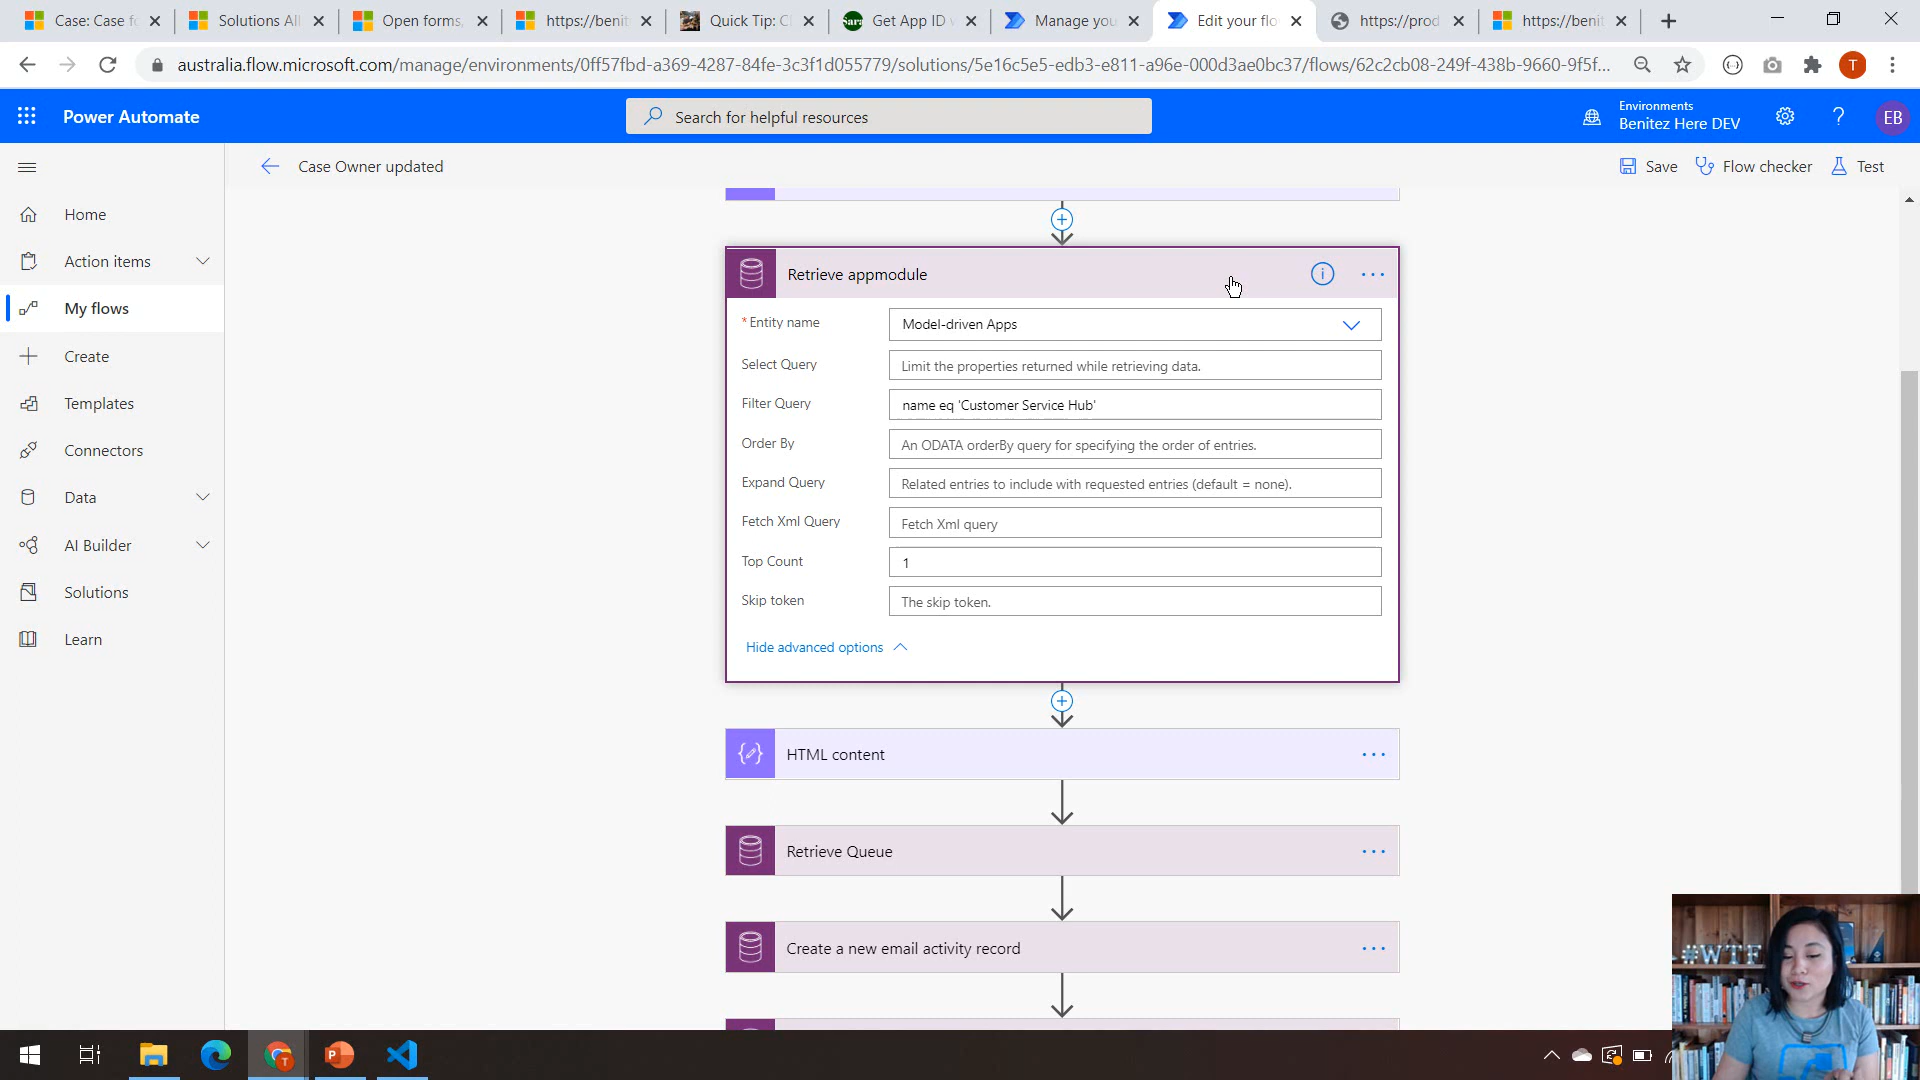 Case: Case f
Solutions All
Open forms,
https://benit
Quick Tip: C
Sara
Get App ID
Manage you
Edit your flo
https://prod
https://benit
australia.flow.microsoft.com/manage/environments/0ff57fbd-a369-4287-84fe-3c3f1d055779/solutions/5e16c5e5-edb3-e811-a96e-000d3ae0bc37/flows/62c2cb08-249f-438b-9660-9f5f...
T
Power Automate
Search for helpful resources
Environments
Benitez Here DEV
?
EB
Case Owner updated
Save
Flow checker
Test
Home
Action items
My flows
Create
Templates
Connectors
Data
AI Builder
Solutions
Learn
Retrieve appmodule
* Entity name
Model-driven Apps
Select Query
Limit the properties returned while retrieving data.
Filter Query
name eq 'Customer Service Hub'
Order By
An ODATA orderBy query for specifying the order of entries.
Expand Query
Related entries to include with requested entries (default = none).
Fetch Xml Query
Fetch Xml query
Top Count
1
Skip token
The skip token.
Hide advanced options
HTML content
Retrieve Queue
Create a new email activity record
#WTF